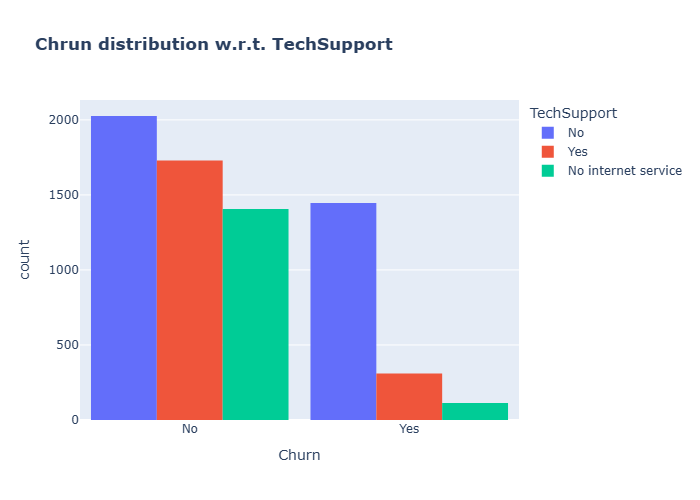 Chrun distribution w.r.t. TechSupport
TechSupport
No
Yes
No internet service
2000
1500
1000
500
0
count
No
Yes
Churn